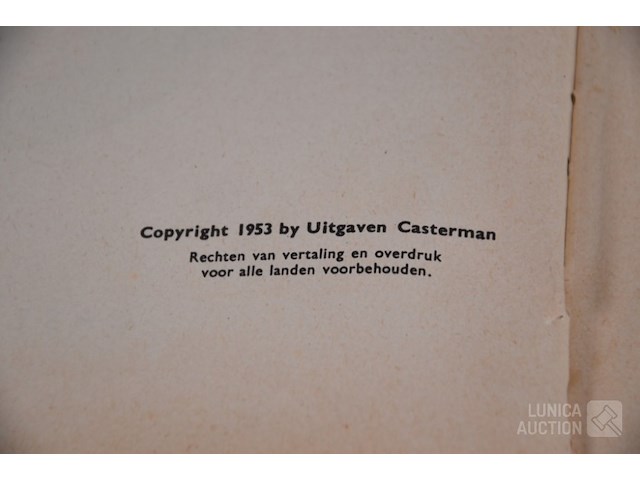 Copyright 1953 by Uitgaven Casterman
Rechten van vertaling en overdruk
voor alle landen voorbehouden.
LUNICA
AUCTION